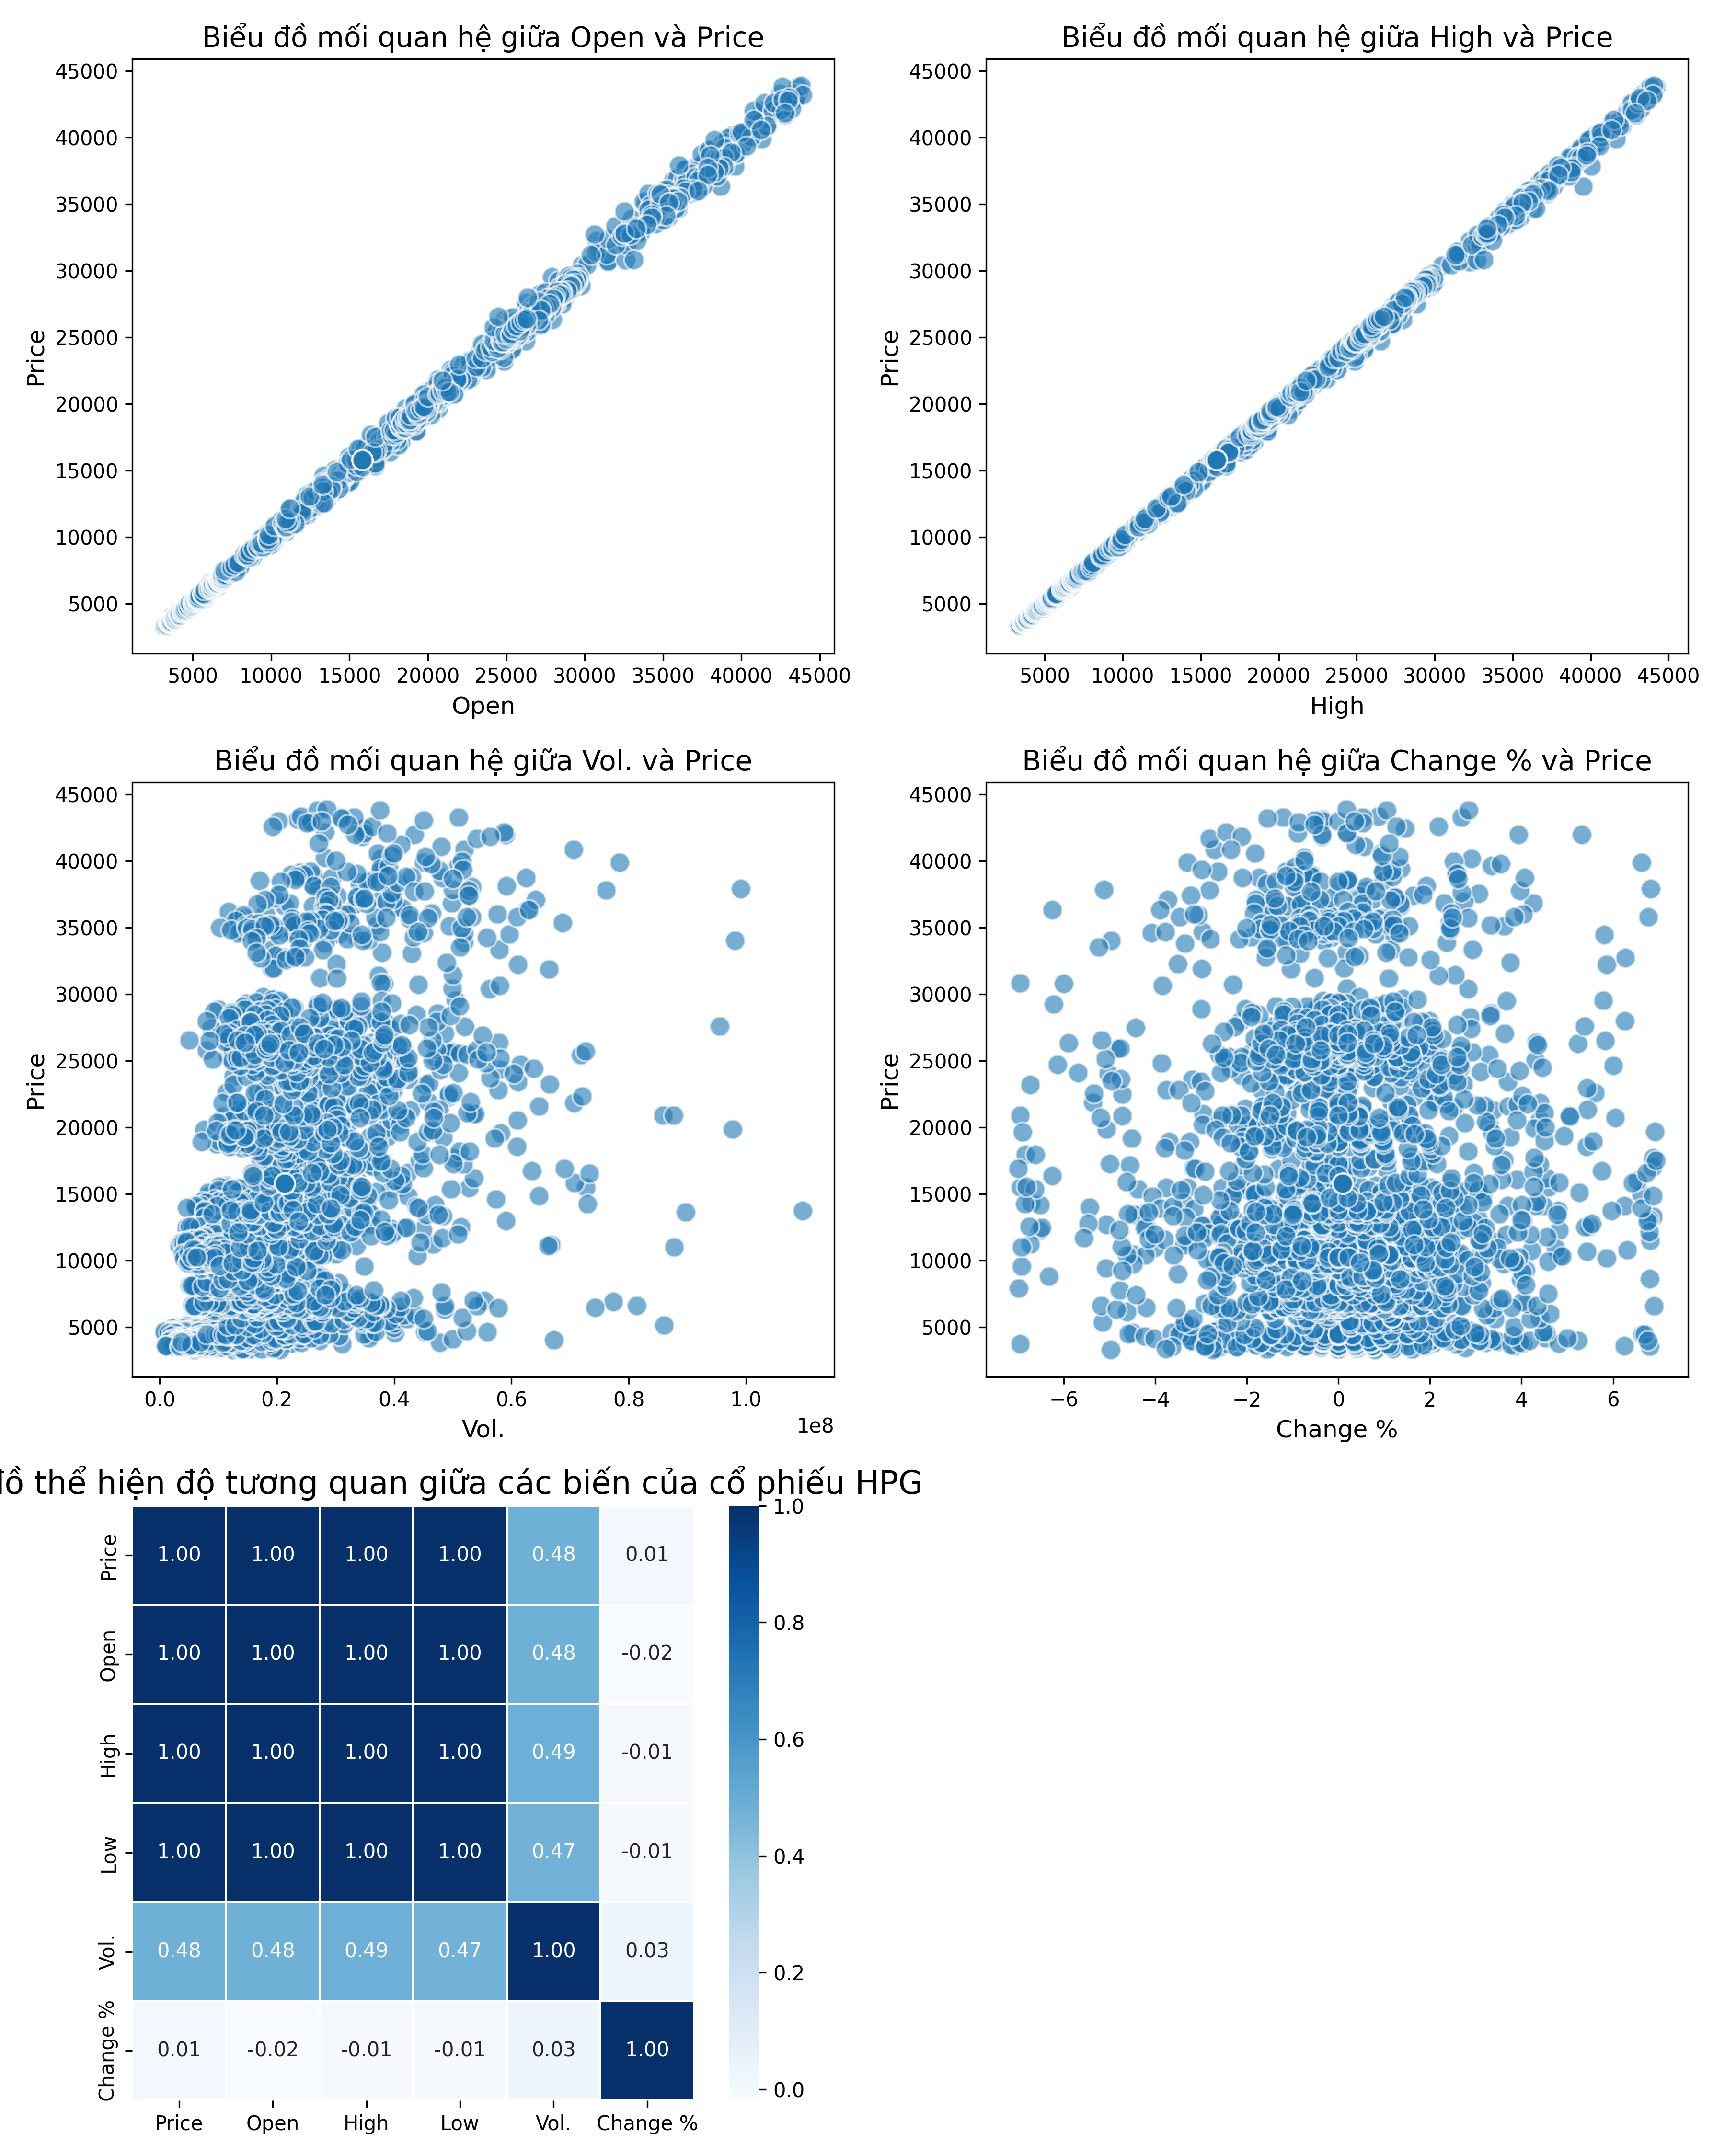 Biểu đồ mối quan hệ giữa Open và Price
45000
40000
35000
30000
25000
20000
15000
10000
5000
Price
5000 10000 15000 20000 25000 30000 35000 40000 45000
Open
Biểu đồ mối quan hệ giữa High và Price
45000
40000
35000
30000
25000
20000
15000
10000
5000
Price
5000 10000 15000 20000 25000 30000 35000 40000 45000
High
Biểu đồ mối quan hệ giữa Vol. và Price
45000
40000
35000
30000
25000
20000
15000
10000
5000
Price
0.0 0.2 0.4 0.6 0.8 1.0
1e8
Vol.
Biểu đồ mối quan hệ giữa Change % và Price
45000
40000
35000
30000
25000
20000
15000
10000
5000
Price
−6 −4 −2 0 2 4 6
Change %
đồ thể hiện độ tương quan giữa các biến của cổ phiếu HPG
Price 1.00 1.00 1.00 1.00 0.48 0.01
Open 1.00 1.00 1.00 1.00 0.48 -0.02
High 1.00 1.00 1.00 1.00 0.49 -0.01
Low 1.00 1.00 1.00 1.00 0.47 -0.01
Vol. 0.48 0.48 0.49 0.47 1.00 0.03
Change % 0.01 -0.02 -0.01 -0.01 0.03 1.00
Price Open High Low Vol. Change %
1.0
0.8
0.6
0.4
0.2
0.0